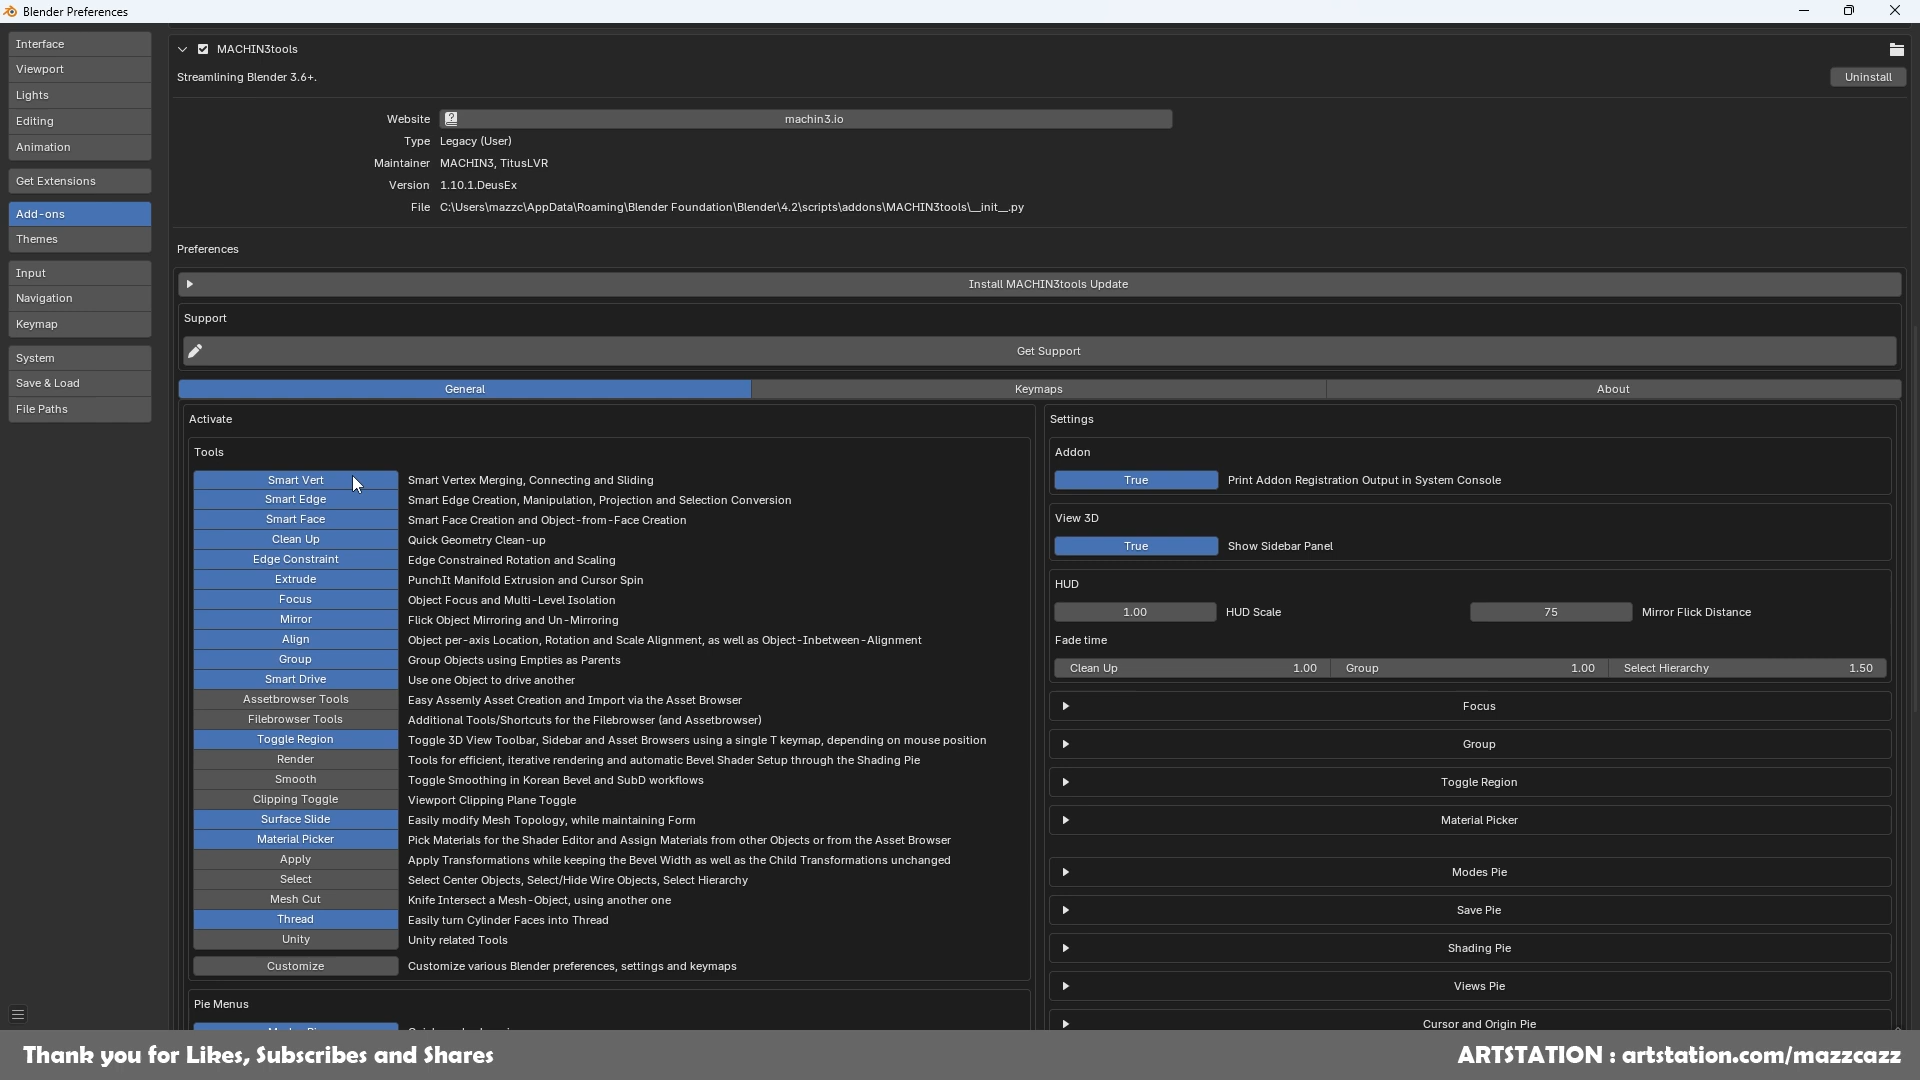 Blender Preferences
Interface
Viewport
Lights
Editing
Animation
Get Extensions
Add-ons
Themes
Input
Navigation
Keymap
System
Save & Load
File Paths
MACHIN3tools
Streamlining Blender 3.6+.
Uninstall
Website machin3.io
Type Legacy (User)
Maintainer MACHIN3, TitusLVR
Version 1.10.1.DeusEx
File C:\Users\mazzc\AppData\Roaming\Blender Foundation\Blender\4.2\scripts\addons\MACHIN3tools\__init__.py
Preferences
Install MACHIN3tools Update
Support
Get Support
General Keymaps About
Activate
Tools
Smart Vert Smart Vertex Merging, Connecting and Sliding
Smart Edge Smart Edge Creation, Manipulation, Projection and Selection Conversion
Smart Face Smart Face Creation and Object-from-Face Creation
Clean Up Quick Geometry Clean-up
Edge Constraint Edge Constrained Rotation and Scaling
Extrude PunchIt Manifold Extrusion and Cursor Spin
Focus Object Focus and Multi-Level Isolation
Mirror Flick Object Mirroring and Un-Mirroring
Align Object per-axis Location, Rotation and Scale Alignment, as well as Object-Inbetween-Alignment
Group Group Objects using Empties as Parents
Smart Drive Use one Object to drive another
Assetbrowser Tools Easy Assemly Asset Creation and Import via the Asset Browser
Filebrowser Tools Additional Tools/Shortcuts for the Filebrowser (and Assetbrowser)
Toggle Region Toggle 3D View Toolbar, Sidebar and Asset Browsers using a single T keymap, depending on mouse position
Render Tools for efficient, iterative rendering and automatic Bevel Shader Setup through the Shading Pie
Smooth Toggle Smoothing in Korean Bevel and SubD workflows
Clipping Toggle Viewport Clipping Plane Toggle
Surface Slide Easily modify Mesh Topology, while maintaining Form
Material Picker Pick Materials for the Shader Editor and Assign Materials from other Objects or from the Asset Browser
Apply Apply Transformations while keeping the Bevel Width as well as the Child Transformations unchanged
Select Select Center Objects, Select/Hide Wire Objects, Select Hierarchy
Mesh Cut Knife Intersect a Mesh-Object, using another one
Thread Easily turn Cylinder Faces into Thread
Unity Unity related Tools
Customize Customize various Blender preferences, settings and keymaps
Pie Menus
Settings
Addon
True Print Addon Registration Output in System Console
View 3D
True Show Sidebar Panel
HUD
1.00 HUD Scale 75 Mirror Flick Distance
Fade time
Clean Up 1.00 Group 1.00 Select Hierarchy 1.50
Focus
Group
Toggle Region
Material Picker
Modes Pie
Save Pie
Shading Pie
Views Pie
Cursor and Origin Pie
Thank you for Likes, Subscribes and Shares
ARTSTATION : artstation.com/mazzcazz